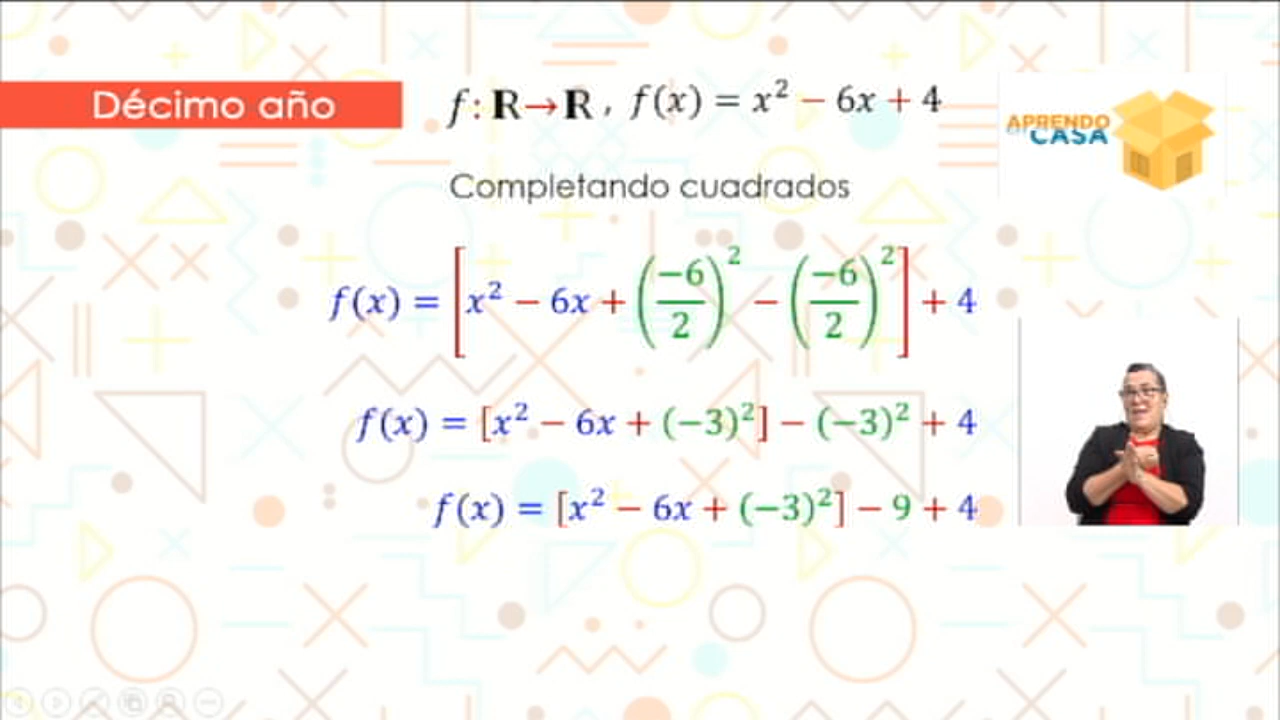 Décimo año
f: R→R , f(x) = x² − 6x + 4
APRENDO
en CASA
Completando cuadrados
f(x) = [x² − 6x + (−6/2)² − (−6/2)²] + 4
f(x) = [x² − 6x + (−3)²] − (−3)² + 4
f(x) = [x² − 6x + (−3)²] − 9 + 4